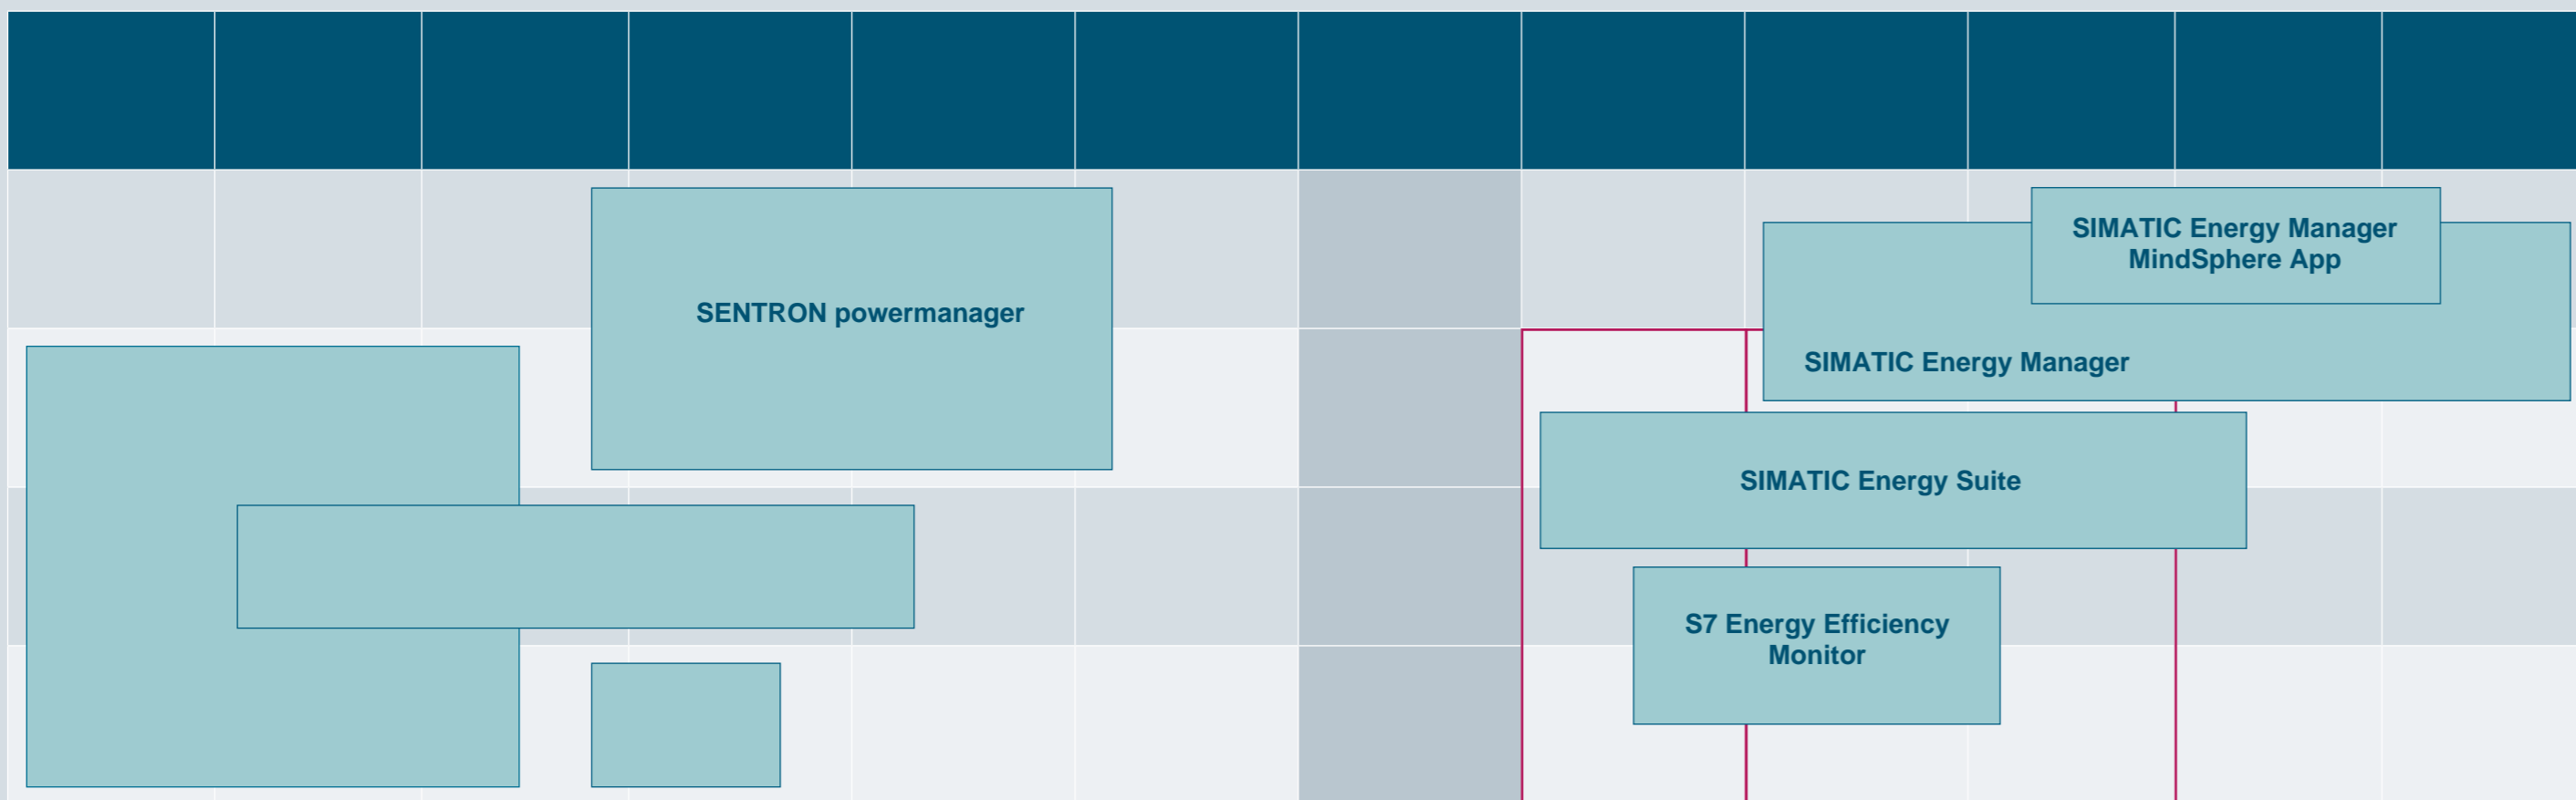 SENTRON powermanager
SIMATIC Energy Manager
MindSphere App
SIMATIC Energy Manager
SIMATIC Energy Suite
S7 Energy Efficiency
Monitor